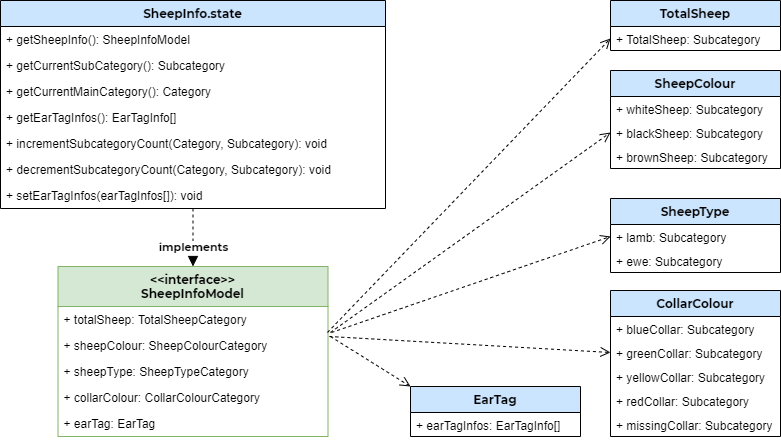 SheepInfo.state
+ getSheepInfo(): SheepInfoModel
+ getCurrentSubCategory(): Subcategory
+ getCurrentMainCategory(): Category
+ getEarTagInfos(): EarTagInfo[]
+ incrementSubcategoryCount(Category, Subcategory): void
+ decrementSubcategoryCount(Category, Subcategory): void
+ setEarTagInfos(earTagInfos[]): void
implements
<<interface>>
SheepInfoModel
+ totalSheep: TotalSheepCategory
+ sheepColour: SheepColourCategory
+ sheepType: SheepTypeCategory
+ collarColour: CollarColourCategory
+ earTag: EarTag
TotalSheep
+ TotalSheep: Subcategory
SheepColour
+ whiteSheep: Subcategory
+ blackSheep: Subcategory
+ brownSheep: Subcategory
SheepType
+ lamb: Subcategory
+ ewe: Subcategory
CollarColour
+ blueCollar: Subcategory
+ greenCollar: Subcategory
+ yellowCollar: Subcategory
+ redCollar: Subcategory
+ missingCollar: Subcategory
EarTag
+ earTagInfos: EarTagInfo[]